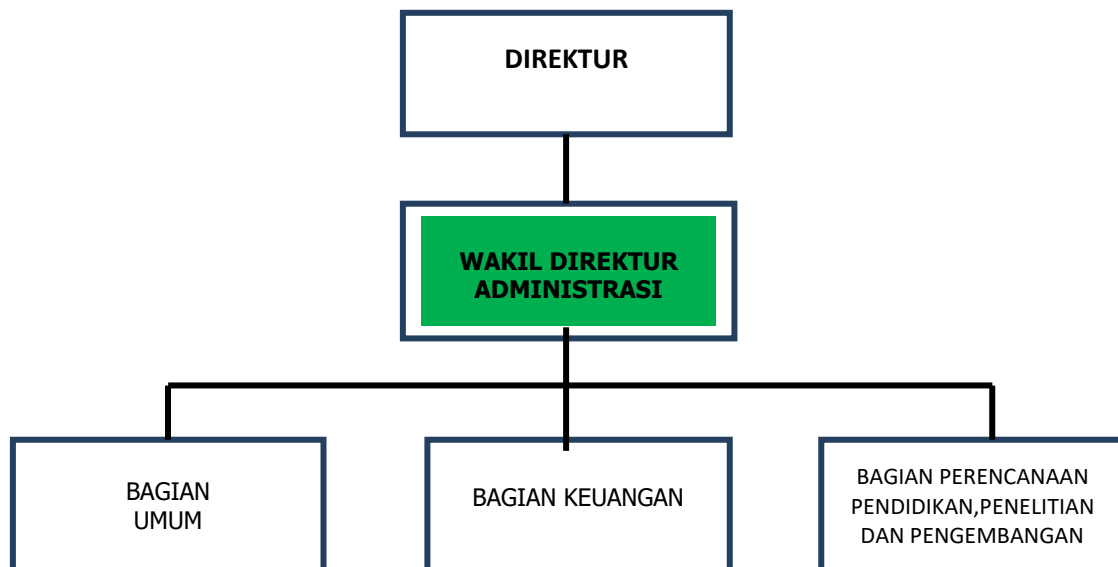 DIREKTUR
WAKIL DIREKTUR
ADMINISTRASI
BAGIAN
UMUM
BAGIAN KEUANGAN
BAGIAN PERENCANAAN
PENDIDIKAN,PENELITIAN
DAN PENGEMBANGAN